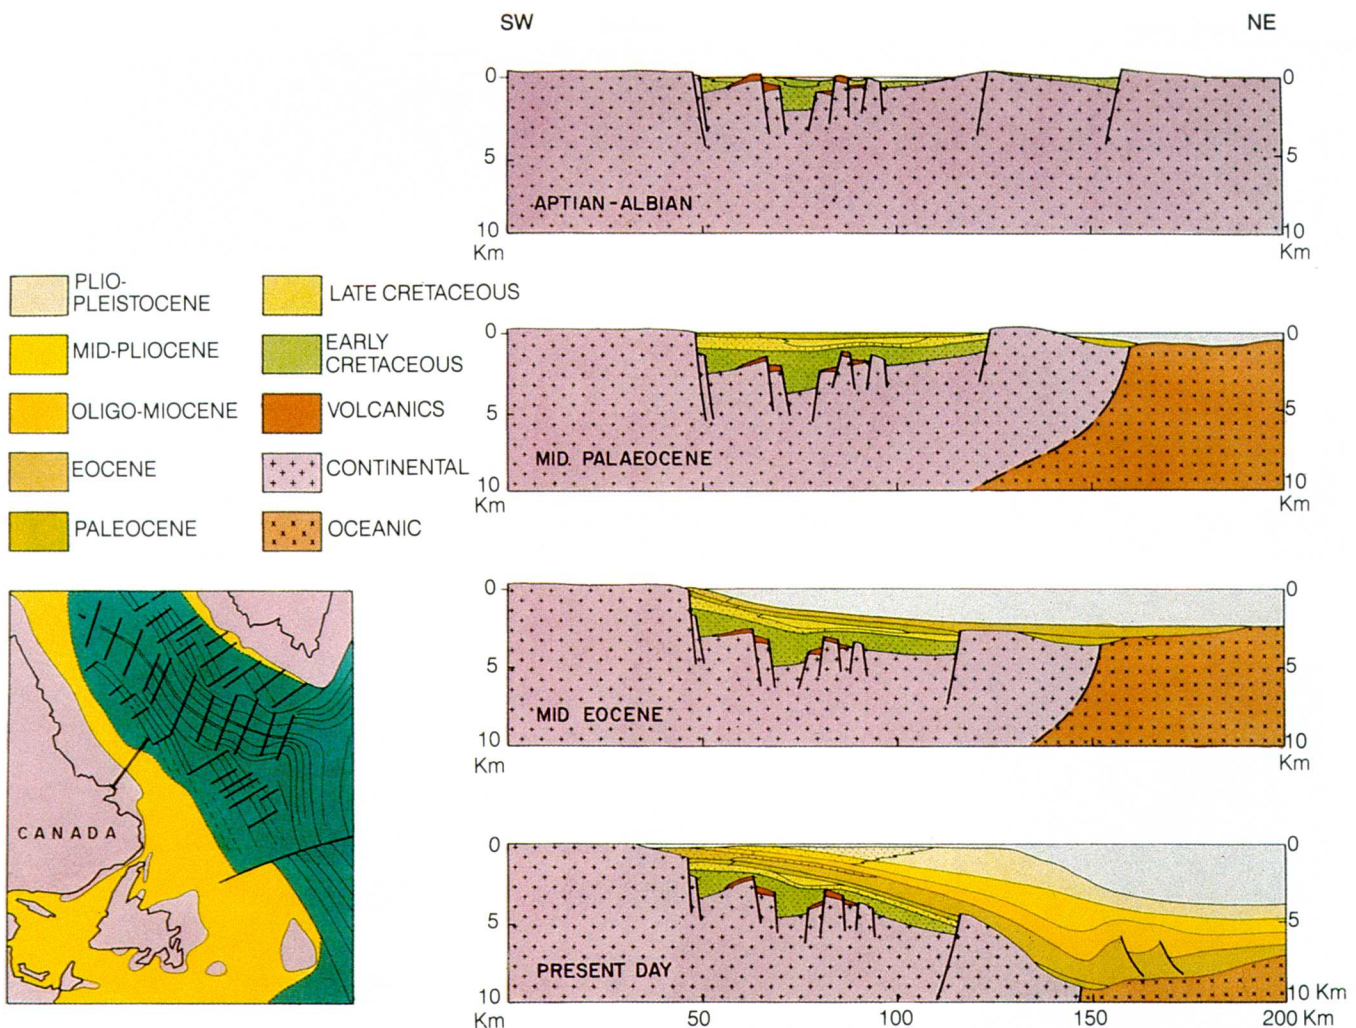 SW NE
0 0
5 5
APTIAN-ALBIAN
10 10
Km Km
PLIO-
PLEISTOCENE
LATE CRETACEOUS
MID-PLIOCENE
EARLY
CRETACEOUS
OLIGO-MIOCENE
VOLCANICS
EOCENE
CONTINENTAL
PALEOCENE
OCEANIC
0 0
5 5
MID. PALAEOCENE
10 10
Km Km
CANADA
0 0
5 5
MID EOCENE
10 10
Km Km
0 0
5 5
PRESENT DAY
10 10 Km
Km 50 100 150 200 Km